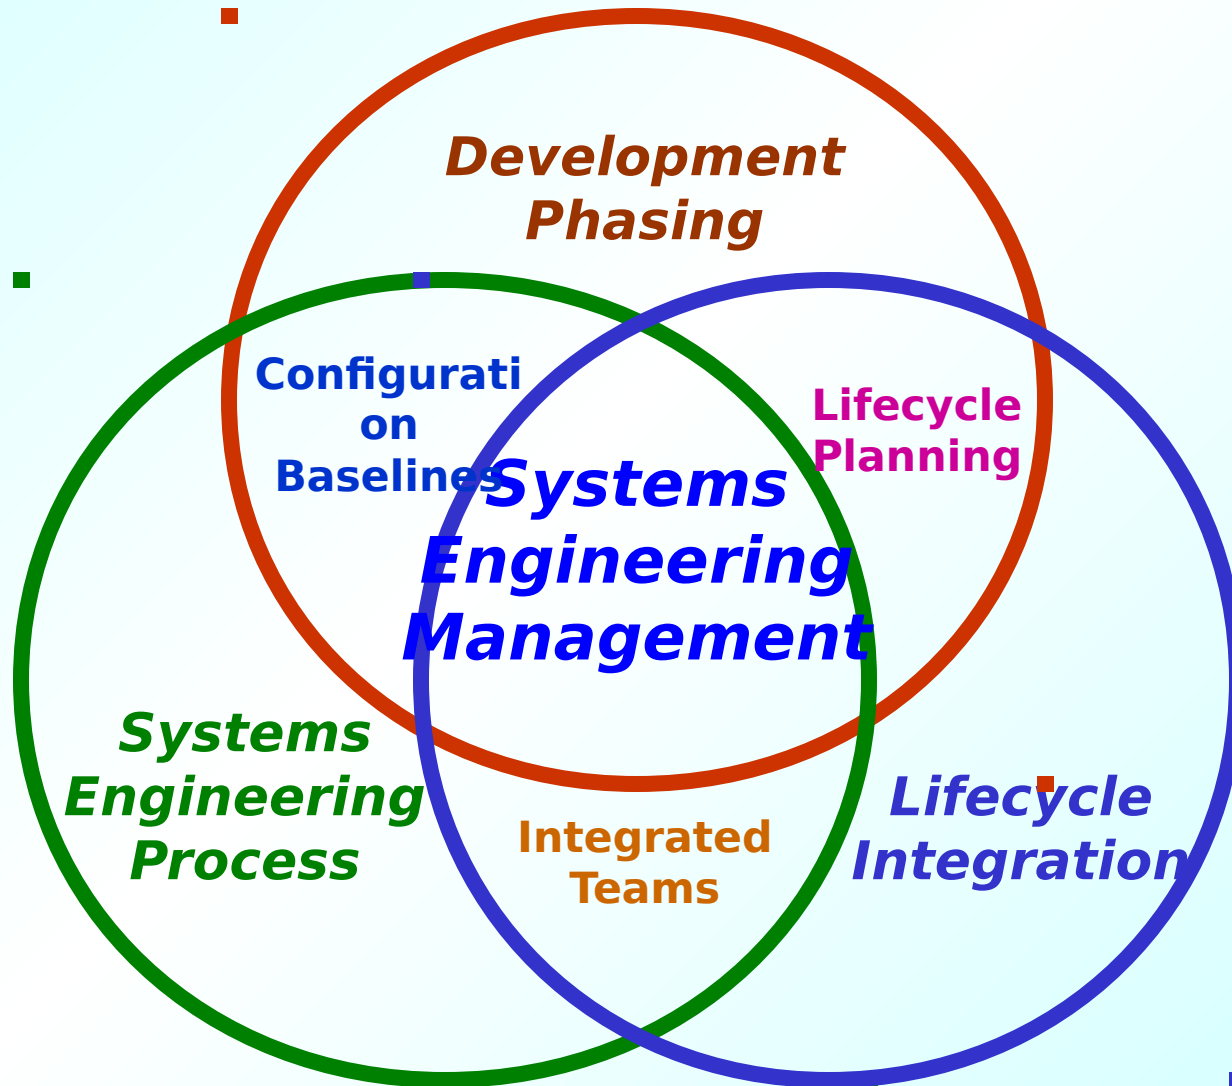 Development
Phasing
Configurati
on
Baselines
Lifecycle
Planning
Systems
Engineering
Management
Systems
Engineering
Process
Integrated
Teams
Lifecycle
Integration